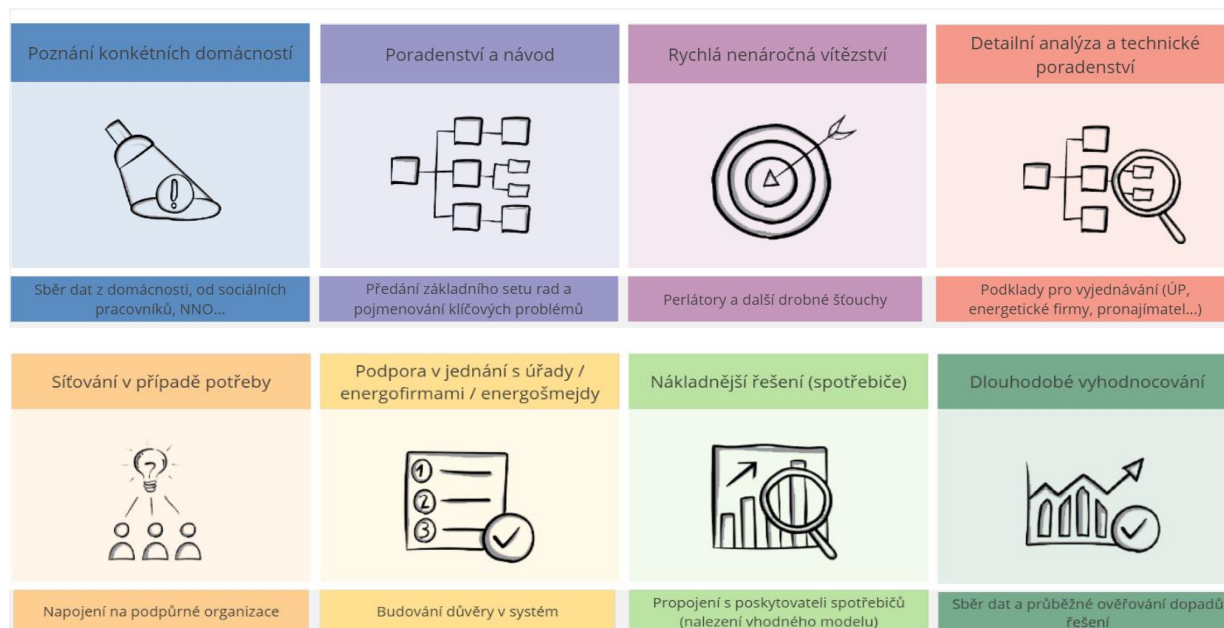 Poznání konkétních domácností
Poradenství a návod
Rychlá nenáročná vítězství
Detailní analýza a technické
poradenství
Sběr dat z domácnosti, od sociálních
pracovníků, NNO...
Předání základního setu rad a
pojmenování klíčových problémů
Perlátory a další drobné šťouchy
Podklady pro vyjednávání (ÚP,
energetické firmy, pronajímatel...)
Síťování v případě potřeby
Podpora v jednání s úřady /
energofirmami / energošmejdy
Nákladnější řešení (spotřebiče)
Dlouhodobé vyhodnocování
1
2
3
Napojení na podpůrné organizace
Budování důvěry v systém
Propojení s poskytovateli spotřebičů
(nalezení vhodného modelu)
Sběr dat a průběžné ověřování dopadů
řešení